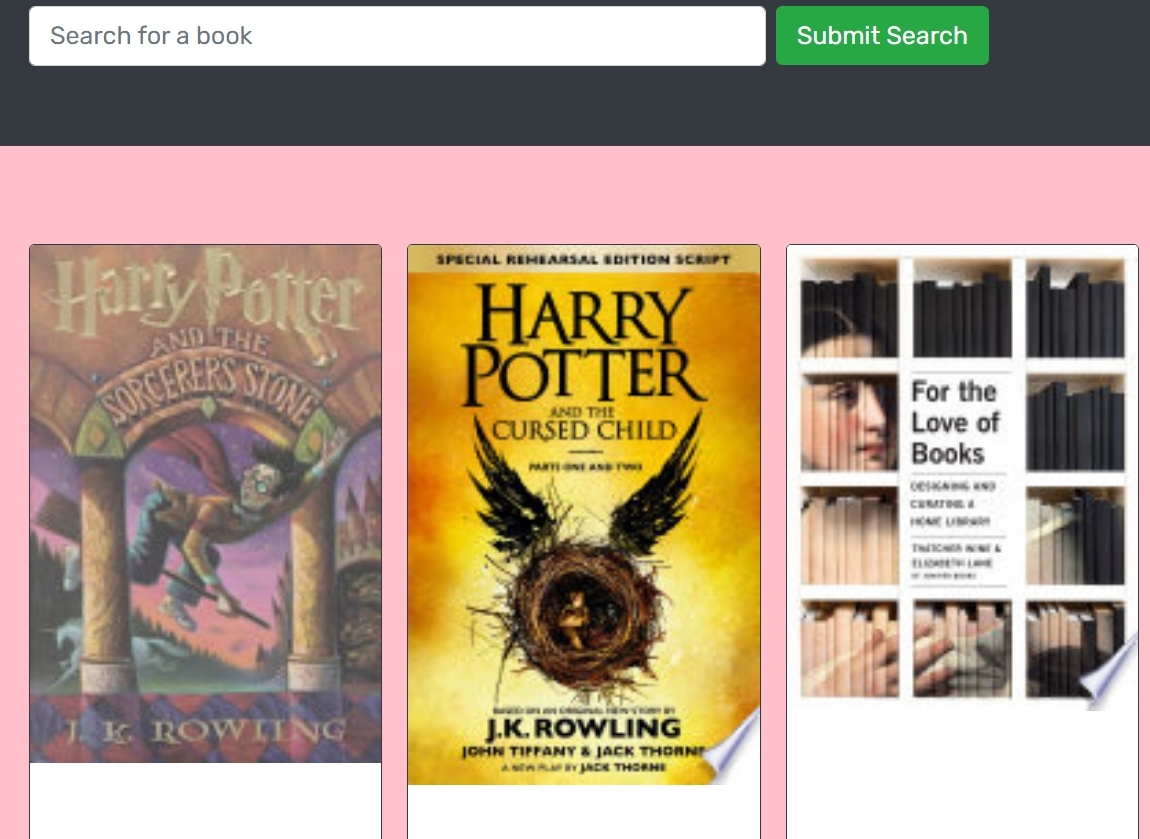 Search for a book
Submit Search
Harry Potter
AND THE
SORCERER'S STONE
J. K. ROWLING
SPECIAL REHEARSAL EDITION SCRIPT
HARRY
POTTER
AND THE
CURSED CHILD
PARTS ONE AND TWO
BASED ON AN ORIGINAL NEW STORY BY
J.K. ROWLING
JOHN TIFFANY & JACK THORNE
A NEW PLAY BY JACK THORNE
For the
Love of
Books
DESIGNING AND
CURATING A
HOME LIBRARY
THATCHER WINE &
ELIZABETH LANE
OF JUNIPER BOOKS